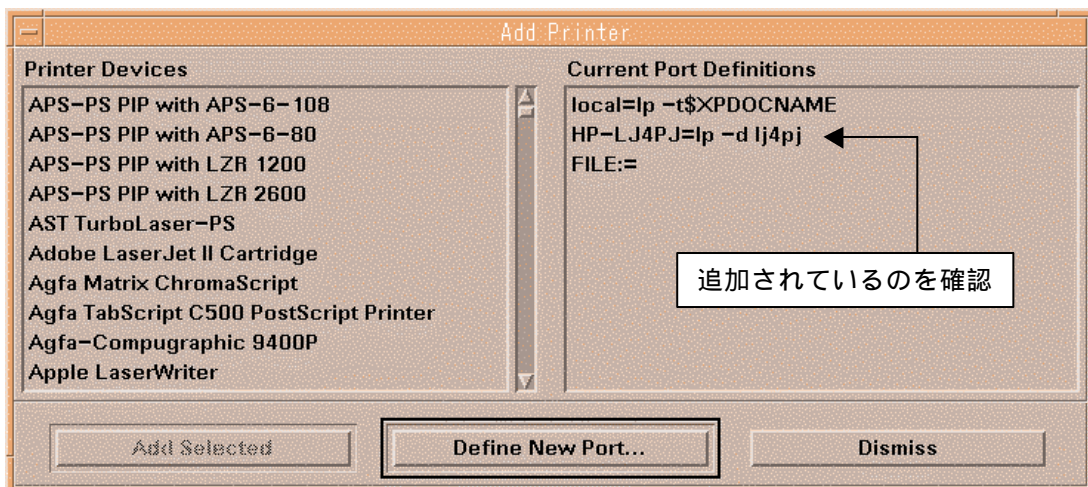 Add Printer
Printer Devices
APS-PS PIP with APS-6-108
APS-PS PIP with APS-6-80
APS-PS PIP with LZR 1200
APS-PS PIP with LZR 2600
AST TurboLaser-PS
Adobe LaserJet II Cartridge
Agfa Matrix ChromaScript
Agfa TabScript C500 PostScript Printer
Agfa-Compugraphic 9400P
Apple LaserWriter
Current Port Definitions
local=lp -t$XPDOCNAME
HP-LJ4PJ=lp -d lj4pj
FILE:=
追加されているのを確認
Add Selected
Define New Port...
Dismiss